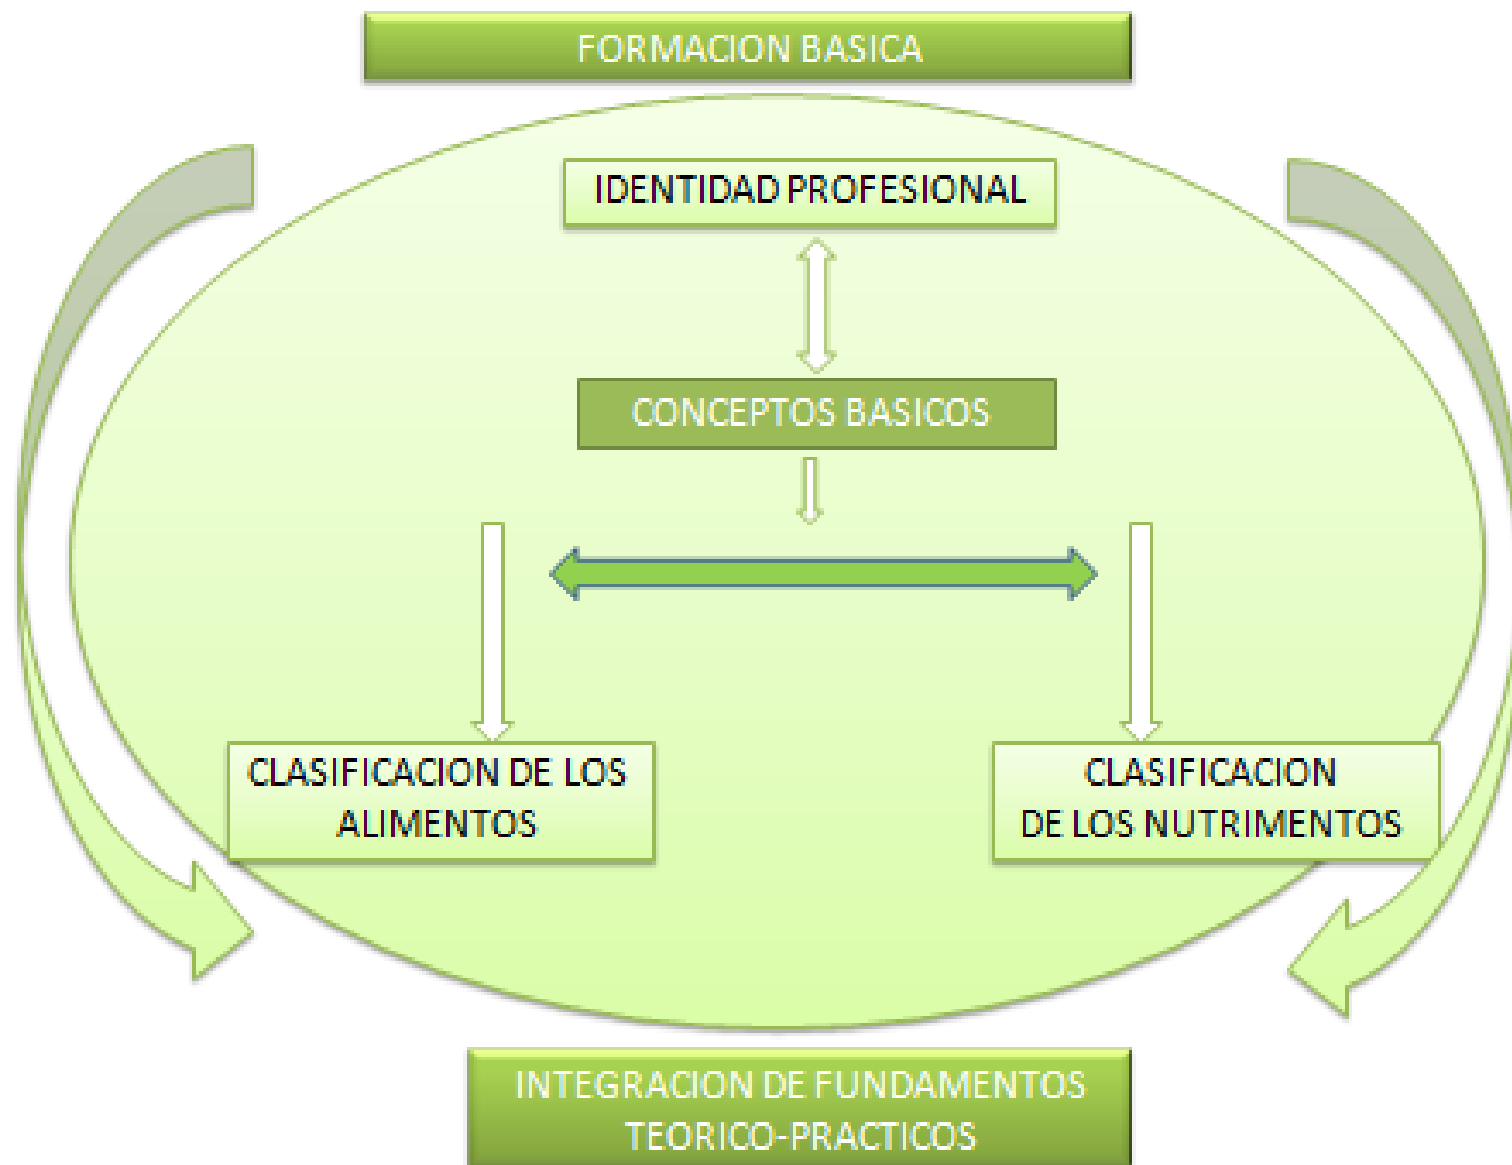 FORMACION BASICA
IDENTIDAD PROFESIONAL
CONCEPTOS BASICOS
CLASIFICACION DE LOS
ALIMENTOS
CLASIFICACION
DE LOS NUTRIMENTOS
INTEGRACION DE FUNDAMENTOS
TEORICO-PRACTICOS